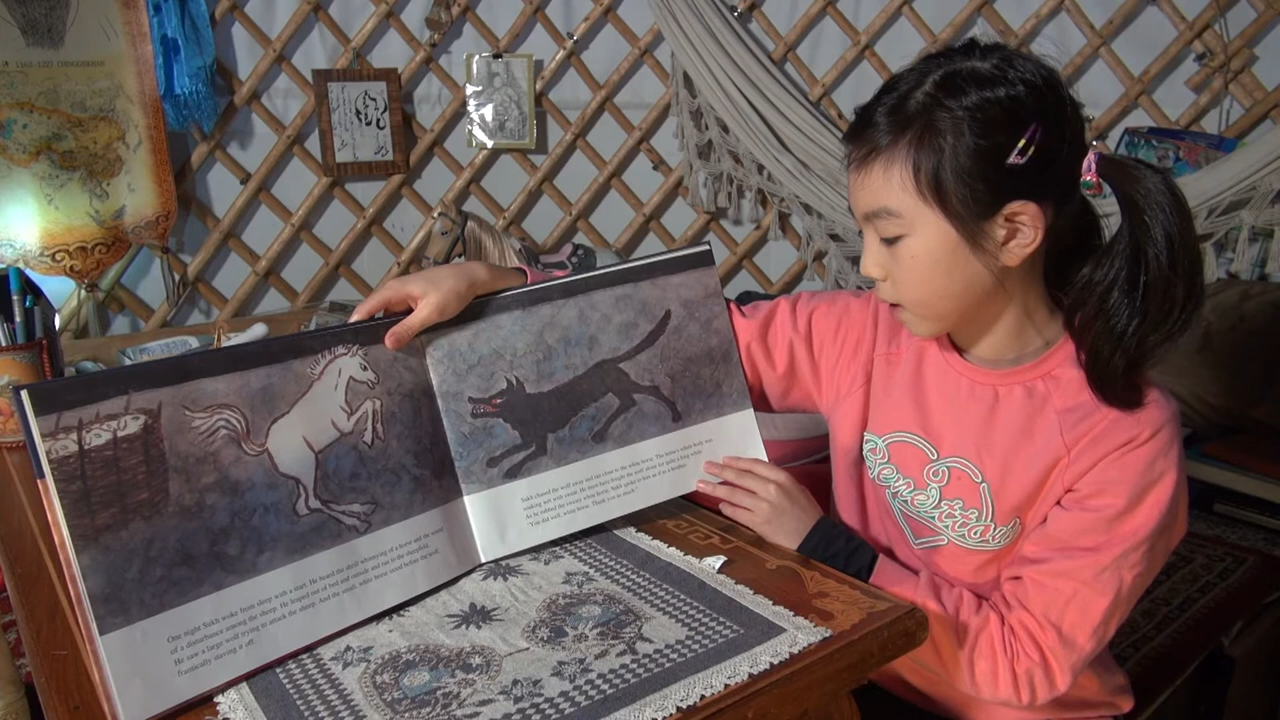 1162-1227 CHINGGISKHAN
One night Sukh woke from sleep with a start. He heard the shrill whinnying of a horse and the sound
of a disturbance among the sheep. He leaped out of bed and outside and ran to the sheepfold.
He saw a large wolf trying to attack the sheep. And the small, white horse stood before the wolf,
frantically staving it off.
Sukh chased the wolf away and ran close to the white horse. The horse's white body was
soaking wet with sweat. He must have fought the wolf alone for quite a long while.
As he rubbed the sweaty white horse, Sukh spoke to him as if to a brother.
"You did well, white horse. Thank you so much."
Benetton